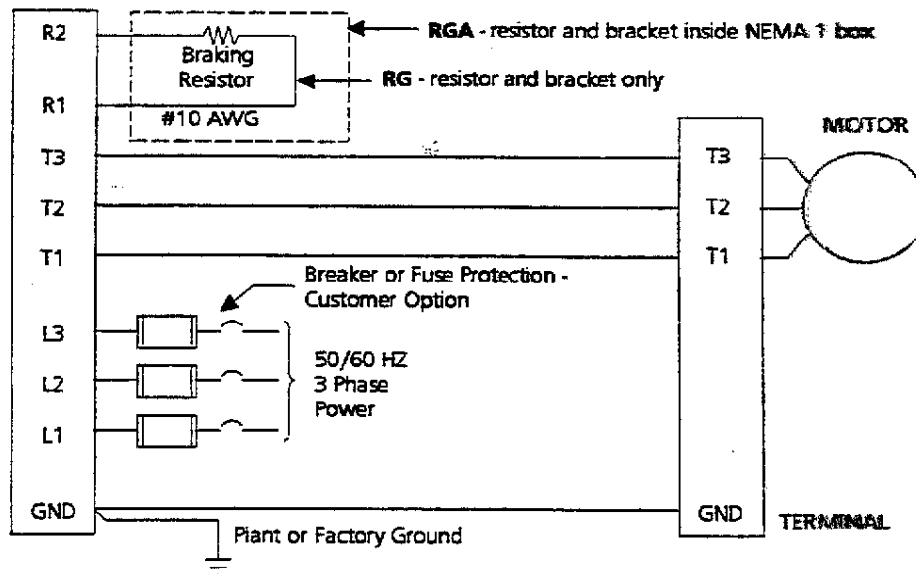 R2
RGA - resistor and bracket inside NEMA 1 box
Braking
Resistor
RG - resistor and bracket only
R1
#10 AWG
MOTOR
T3
T3
T2
T2
T1
T1
Breaker or Fuse Protection -
Customer Option
L3
50/60 HZ
3 Phase
Power
L2
L1
GND
GND
TERMINAL
Plant or Factory Ground